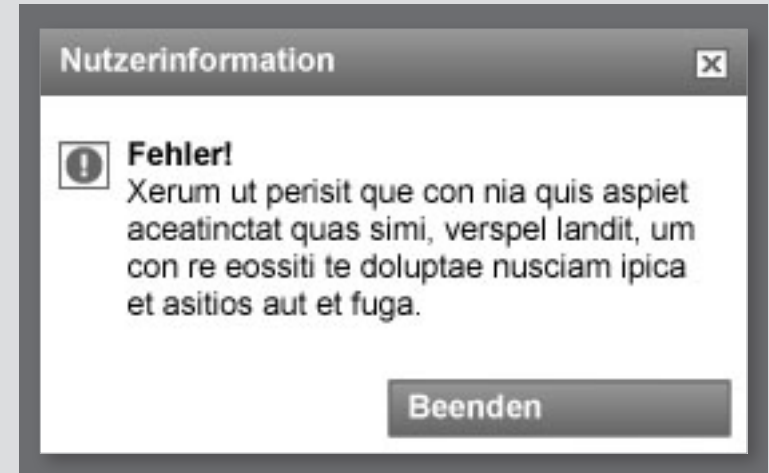 Nutzerinformation
Fehler!
Xerum ut perisit que con nia quis aspiet
aceatinctat quas simi, verspel landit, um
con re eossiti te doluptae nusciam ipica
et asitios aut et fuga.
Beenden